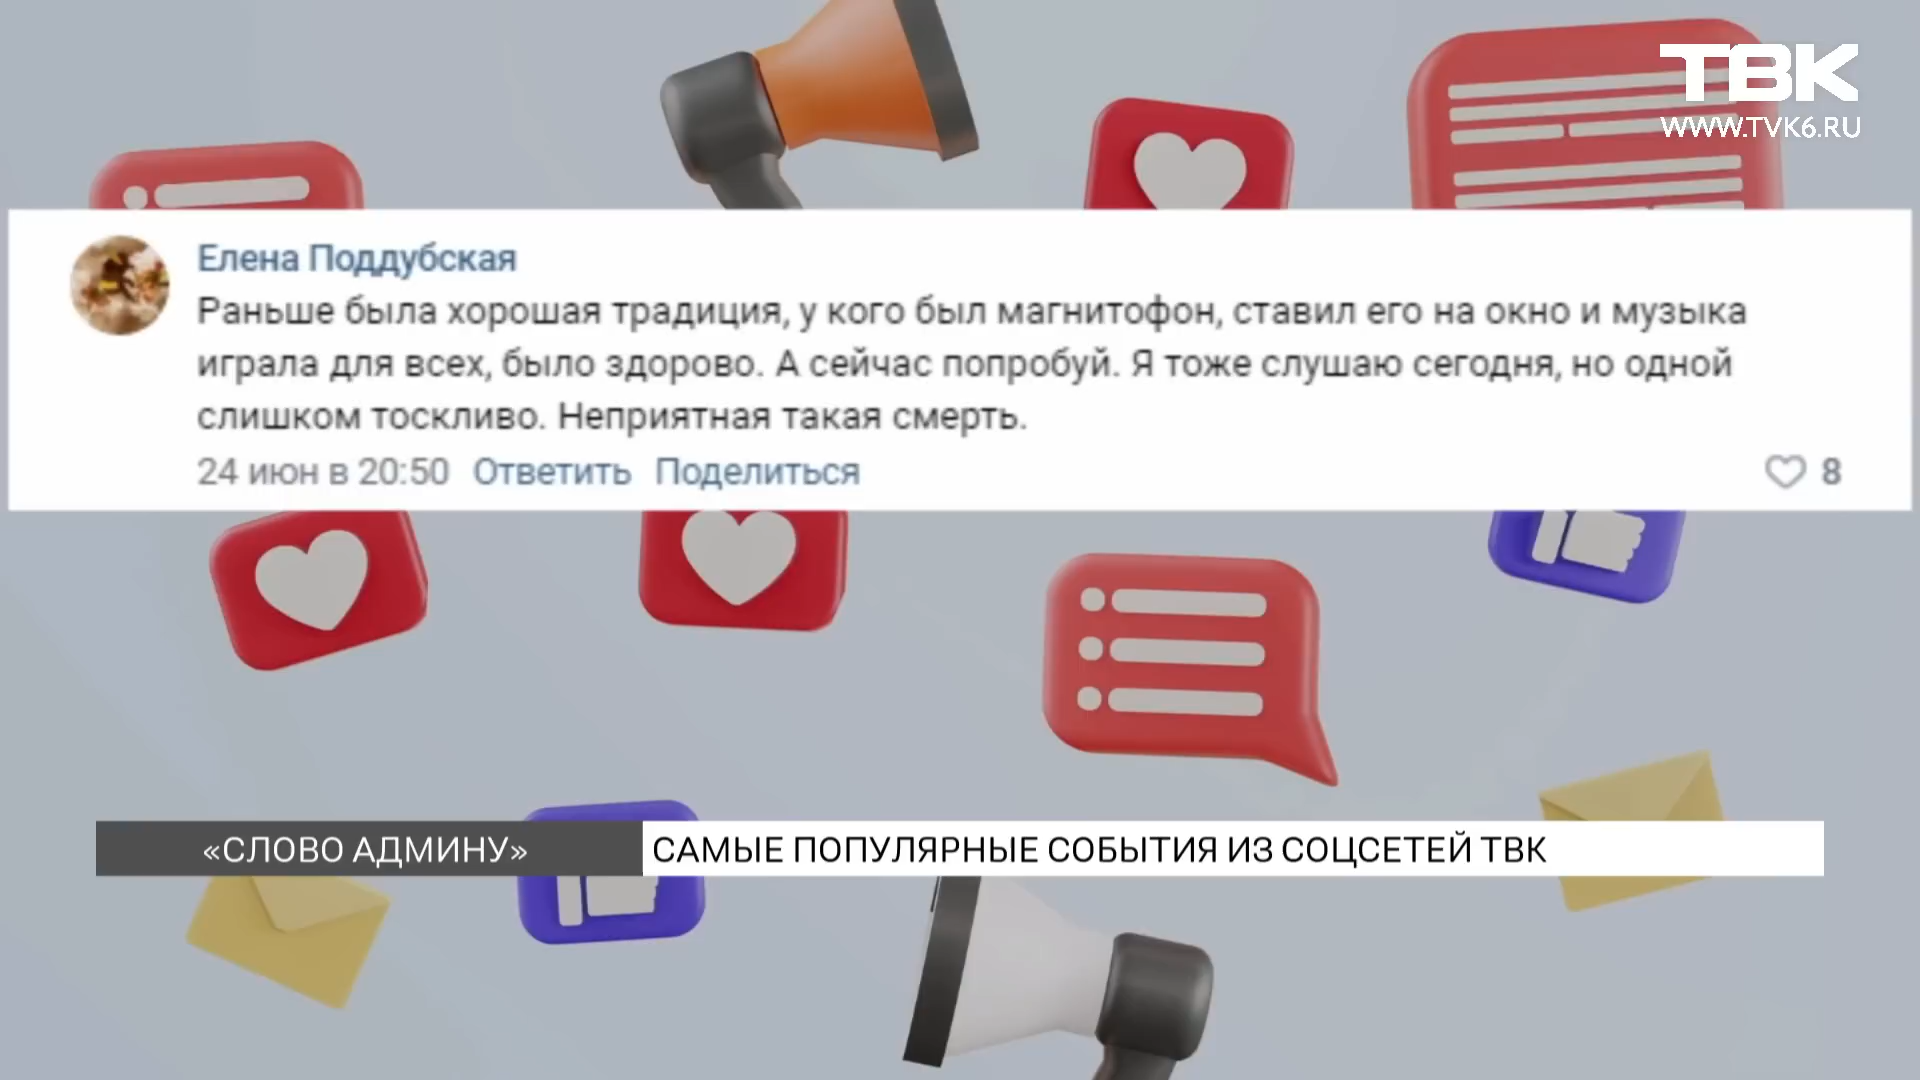 ТВК
WWW.TVK6.RU
Елена Поддубская
Раньше была хорошая традиция, у кого был магнитофон, ставил его на окно и музыка
играла для всех, было здорово. А сейчас попробуй. Я тоже слушаю сегодня, но одной
слишком тоскливо. Неприятная такая смерть.
24 июн в 20:50 Ответить Поделиться 8
«СЛОВО АДМИНУ» САМЫЕ ПОПУЛЯРНЫЕ СОБЫТИЯ ИЗ СОЦСЕТЕЙ ТВК